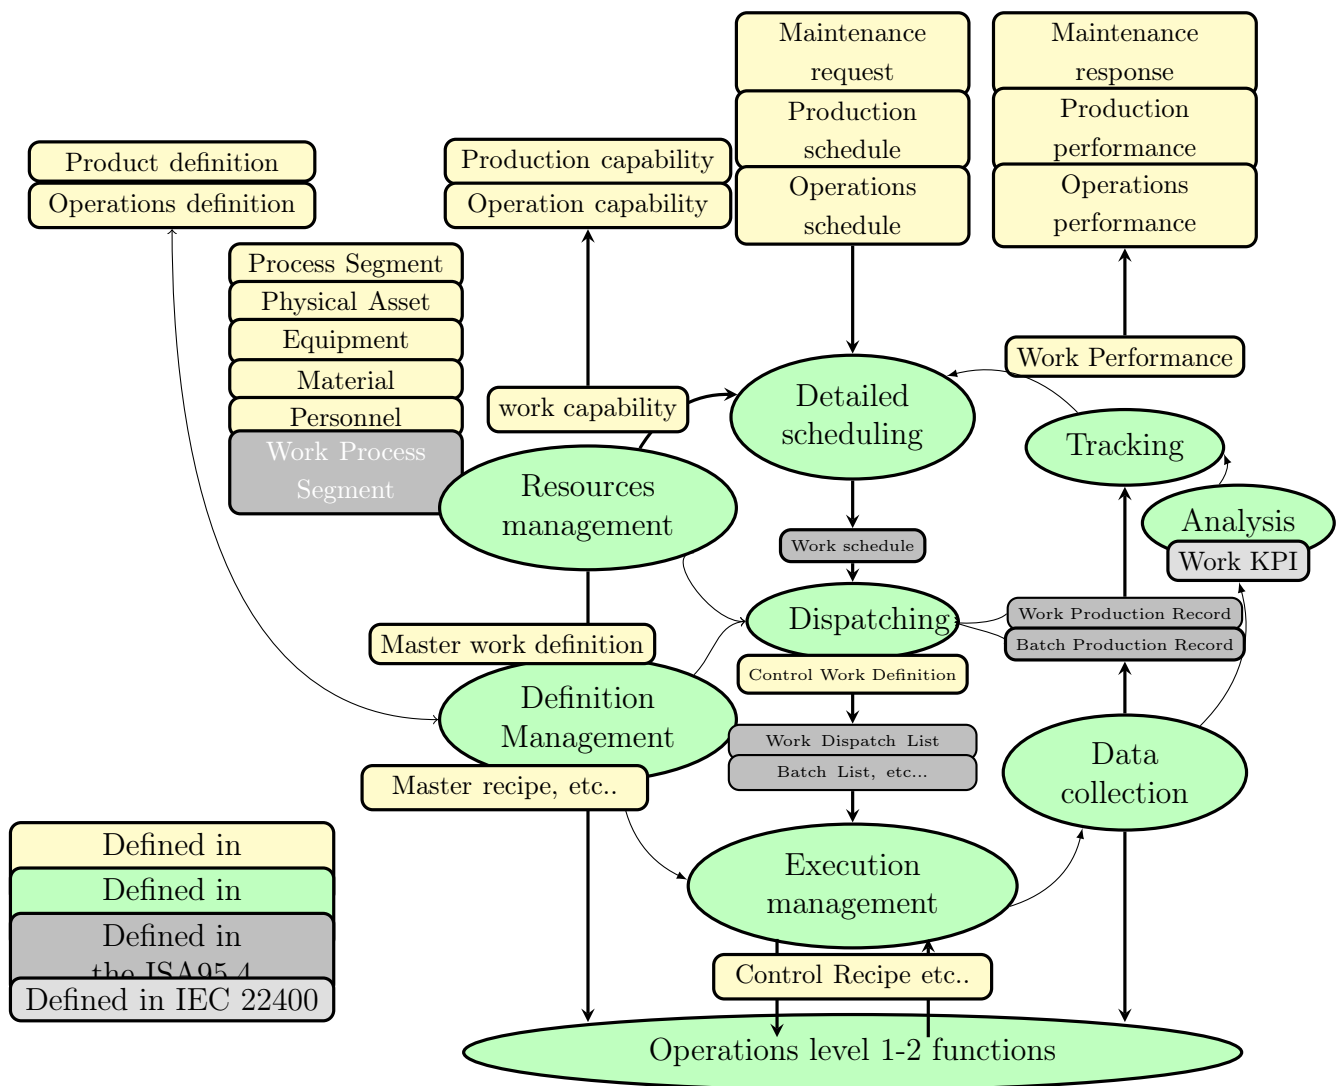 Maintenance
request
Production
schedule
Operations
schedule
Maintenance
response
Production
performance
Operations
performance
Product definition
Operations definition
Production capability
Operation capability
Process Segment
Physical Asset
Equipment
Material
Personnel
Work Process
Segment
work capability
Work Performance
Detailed
scheduling
Tracking
Resources
management
Analysis
Work KPI
Work schedule
Dispatching
Work Production Record
Batch Production Record
Master work definition
Control Work Definition
Definition
Management
Work Dispatch List
Batch List, etc...
Master recipe, etc..
Data
collection
Execution
management
Control Recipe etc..
Operations level 1-2 functions
Defined in
Defined in
Defined in
the ISA95.4
Defined in IEC 22400